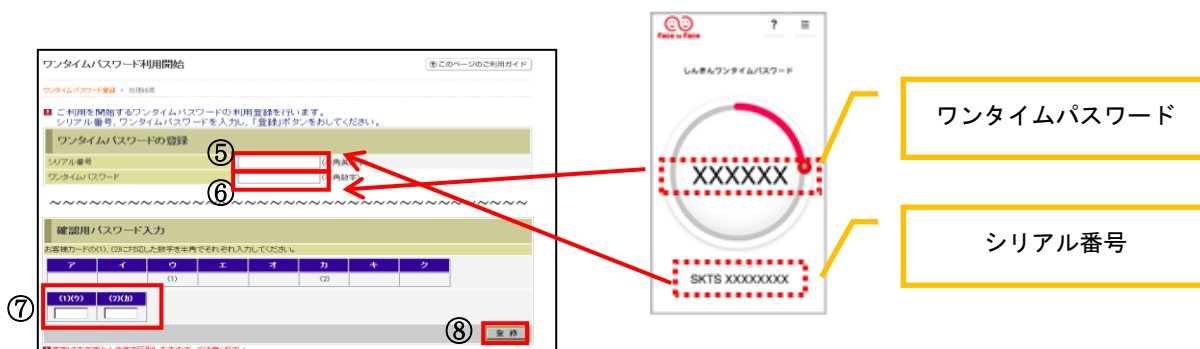 ワンタイムパスワード利用開始
このページのご利用ガイド
ワンタイムパスワード登録 > 処理結果
ご利用を開始するワンタイムパスワードの利用登録を行います。
シリアル番号、ワンタイムパスワードを入力し、「登録」ボタンをおしてください。
ワンタイムパスワードの登録
⑤
シリアル番号
ワンタイムパスワード
⑥
確認用パスワード入力
お客様カードの(1)、(2)に対応した数字を半角でそれぞれ入力してください。
ア イ ウ エ オ カ キ ク
(1) (2)
⑦
(1)(ウ) (2)(カ)
⑧
登 録
Face to Face
? ≡
しんきんワンタイムパスワード
XXXXXX
SKTS XXXXXXXX
ワンタイムパスワード
シリアル番号